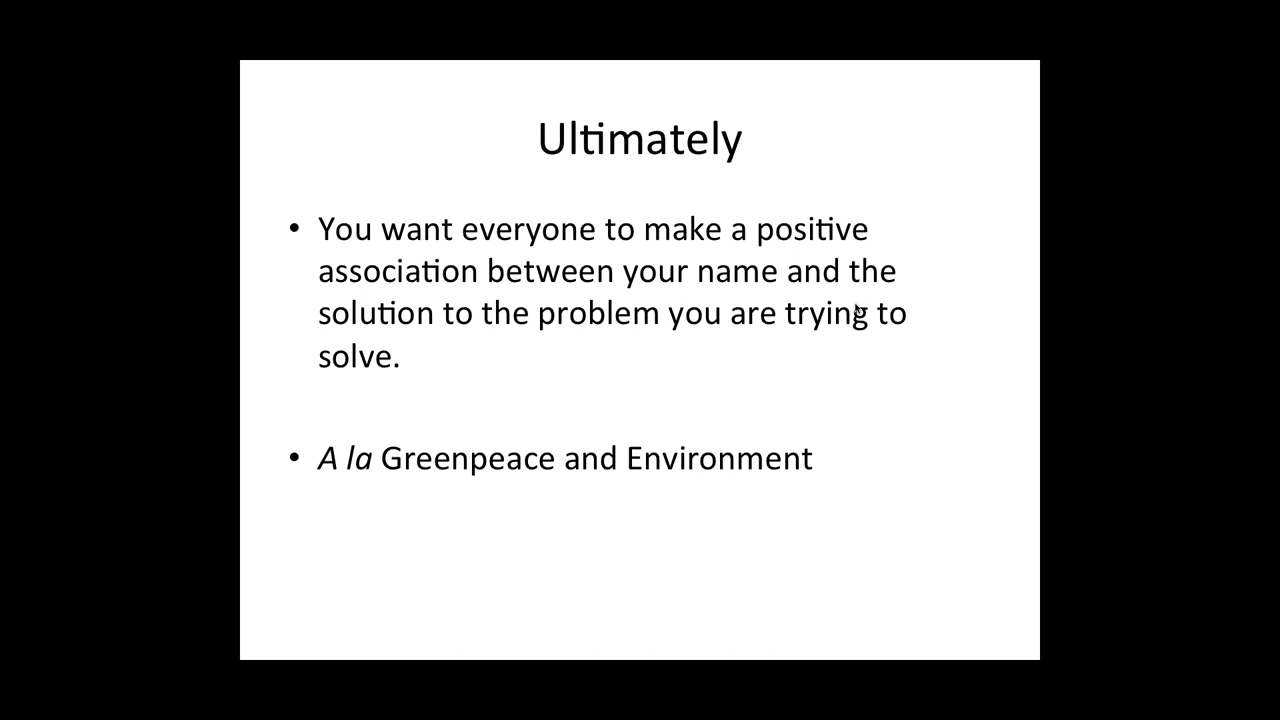 Ultimately
• You want everyone to make a positive
association between your name and the
solution to the problem you are trying to
solve.
• A la Greenpeace and Environment